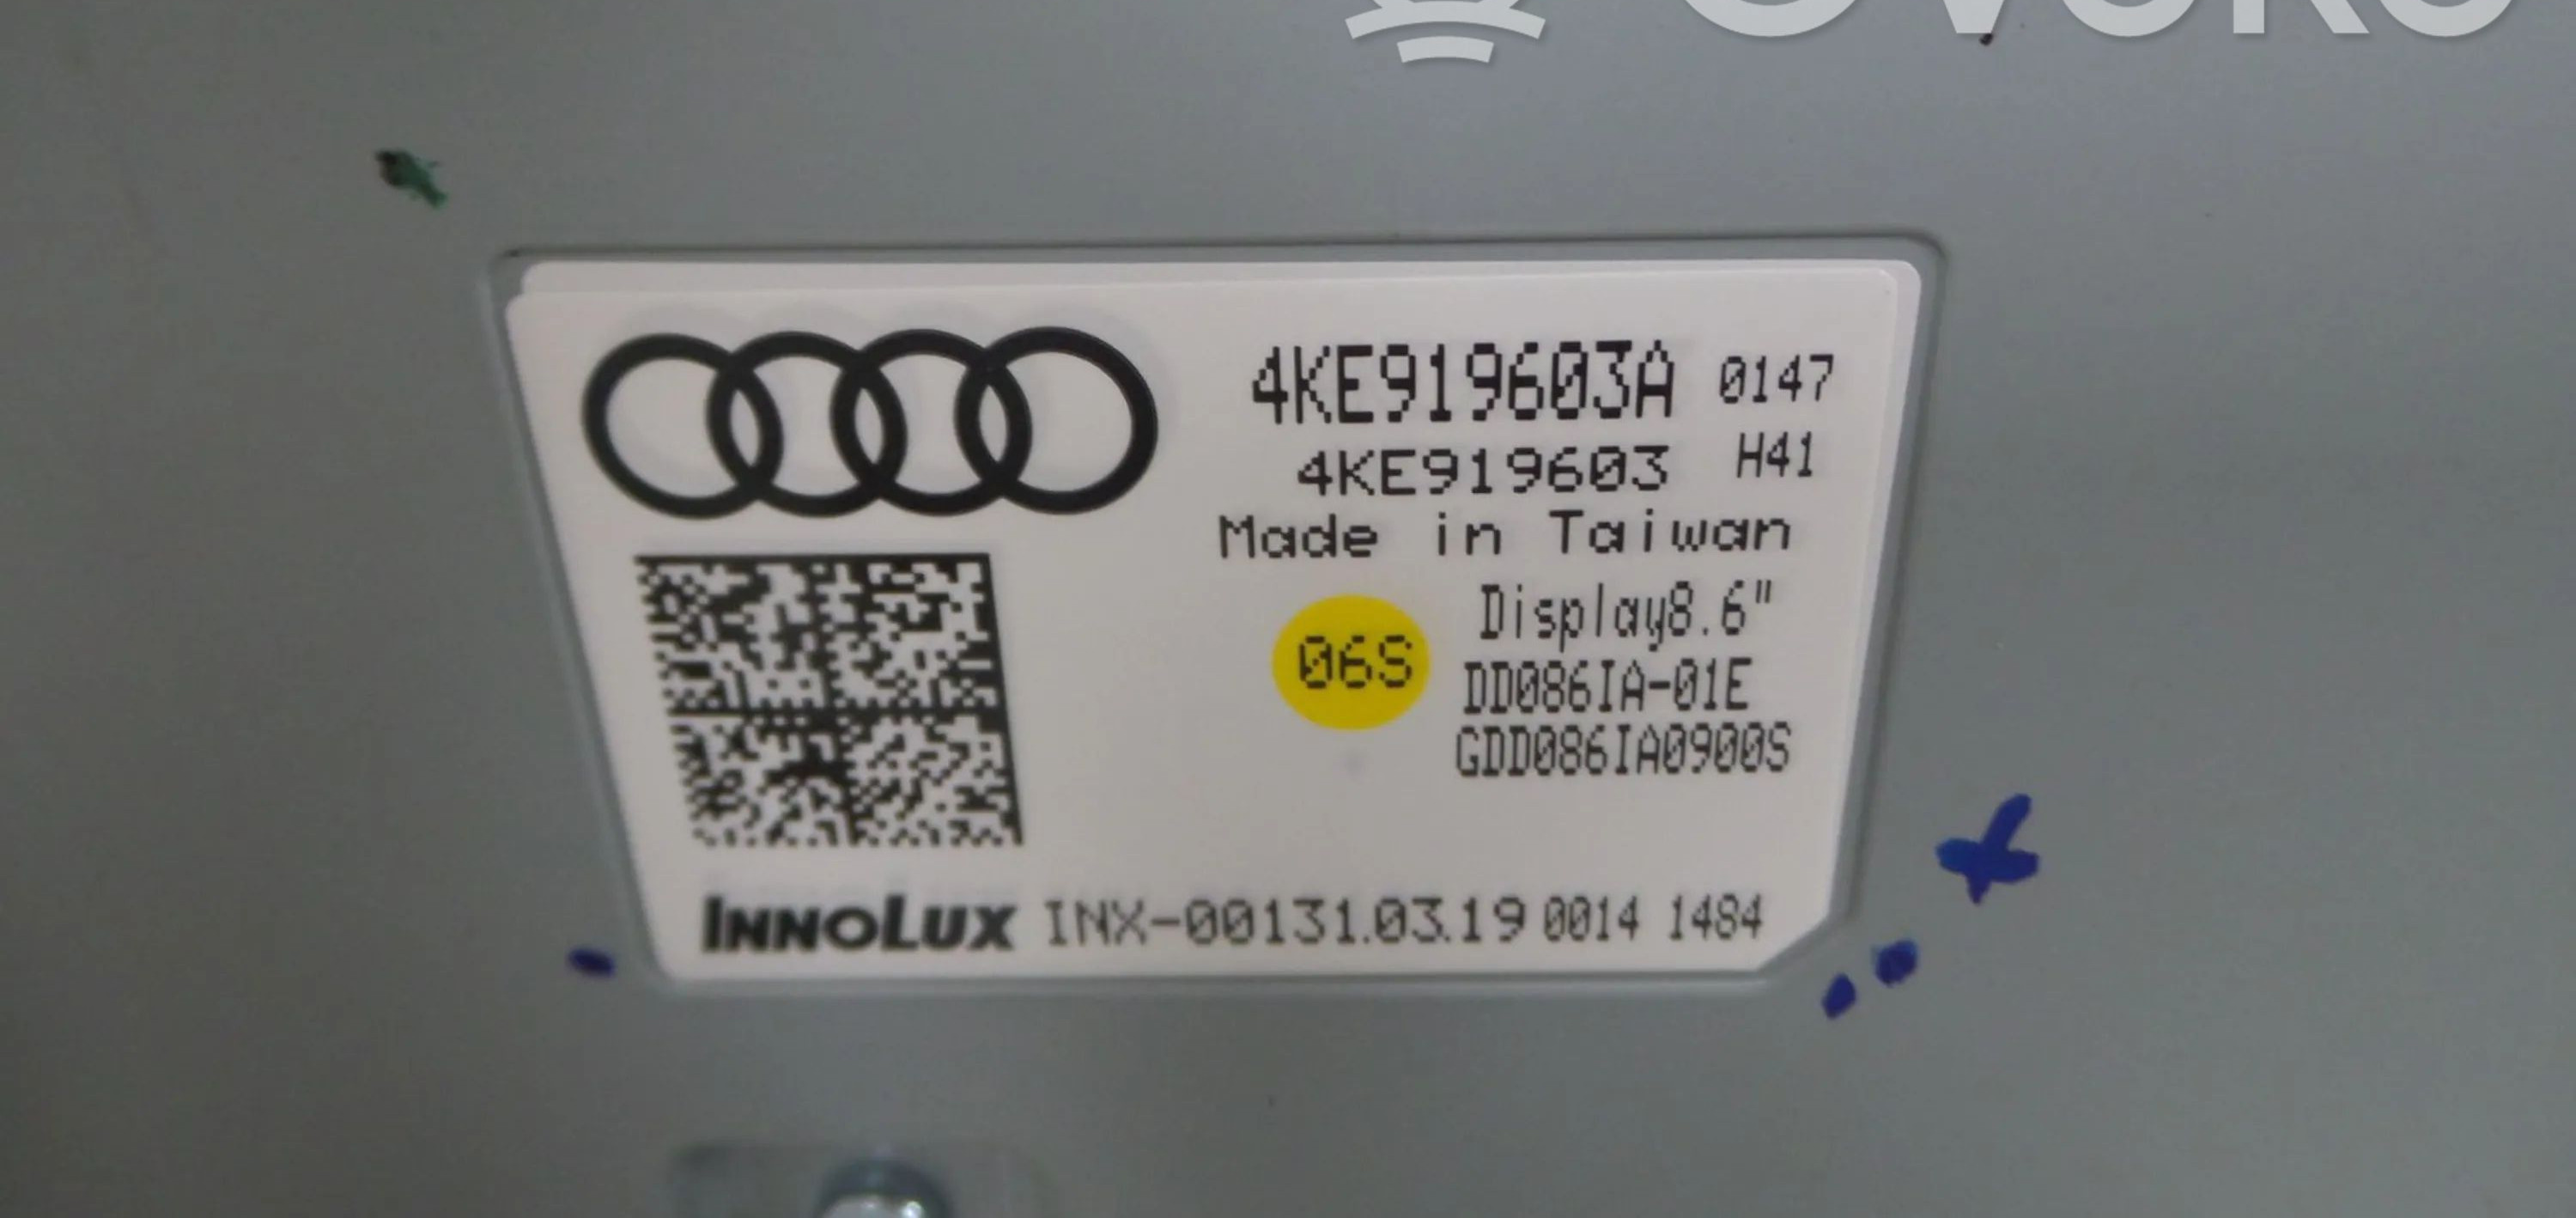 4KE919603A 0147
4KE919603 H41
Made in Taiwan
Display8.6"
06S
DD086IA-01E
GDD086IA0900S
INNOLUX INX-00131.03.19 0014 1484